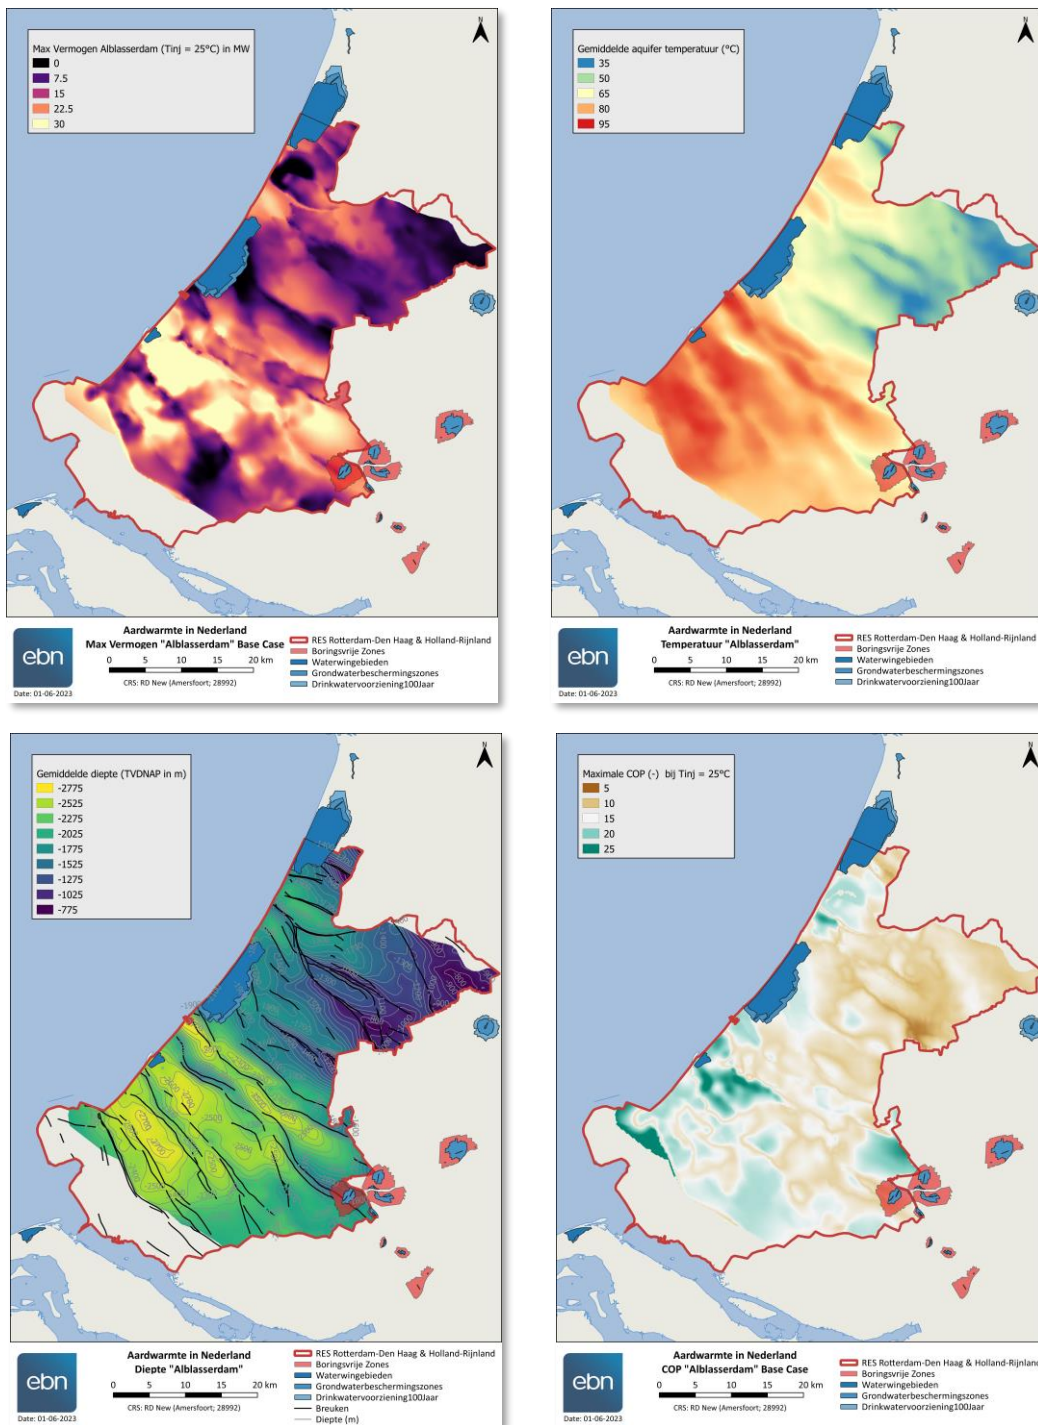 N
Max Vermogen Alblasserdam (Tinj = 25°C) in MW
0
7.5
15
22.5
30
ebn
Date: 01-06-2023
Aardwarmte in Nederland
Max Vermogen "Alblasserdam" Base Case
0 5 10 15 20 km
CRS: RD New (Amersfoort; 28992)
RES Rotterdam-Den Haag & Holland-Rijnland
Boringsvrije Zones
Waterwingebieden
Grondwaterbeschermingszones
Drinkwatervoorziening100Jaar
N
Gemiddelde aquifer temperatuur (°C)
35
50
65
80
95
ebn
Date: 01-06-2023
Aardwarmte in Nederland
Temperatuur "Alblasserdam"
0 5 10 15 20 km
CRS: RD New (Amersfoort; 28992)
RES Rotterdam-Den Haag & Holland-Rijnland
Boringsvrije Zones
Waterwingebieden
Grondwaterbeschermingszones
Drinkwatervoorziening100Jaar
N
Gemiddelde diepte (TVDNAP in m)
-2775
-2525
-2275
-2025
-1775
-1525
-1275
-1025
-775
ebn
Date: 01-06-2023
Aardwarmte in Nederland
Diepte "Alblasserdam"
0 5 10 15 20 km
CRS: RD New (Amersfoort; 28992)
RES Rotterdam-Den Haag & Holland-Rijnland
Boringsvrije Zones
Waterwingebieden
Grondwaterbeschermingszones
Drinkwatervoorziening100Jaar
Breuken
Diepte (m)
N
Maximale COP (-) bij Tinj = 25°C
5
10
15
20
25
ebn
Date: 01-06-2023
Aardwarmte in Nederland
COP "Alblasserdam" Base Case
0 5 10 15 20 km
CRS: RD New (Amersfoort; 28992)
RES Rotterdam-Den Haag & Holland-Rijnland
Boringsvrije Zones
Waterwingebieden
Grondwaterbeschermingszones
Drinkwatervoorziening100Jaar